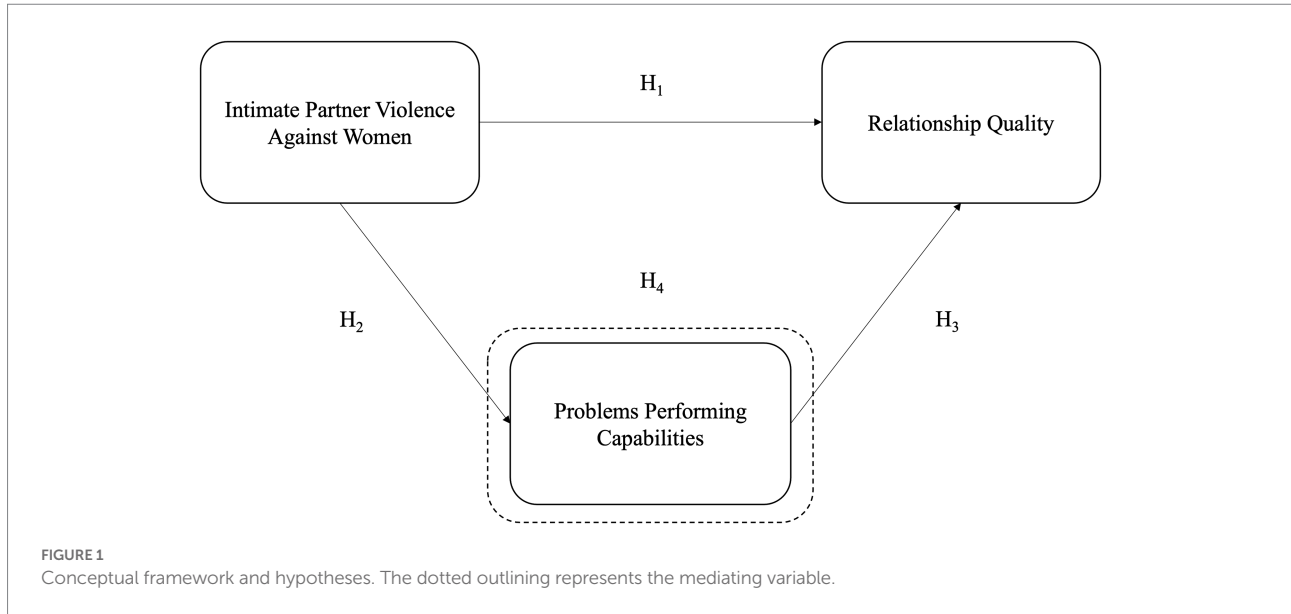 H₁
Intimate Partner Violence
Against Women
Relationship Quality
H₄
H₂
H₃
Problems Performing
Capabilities
FIGURE 1
Conceptual framework and hypotheses. The dotted outlining represents the mediating variable.